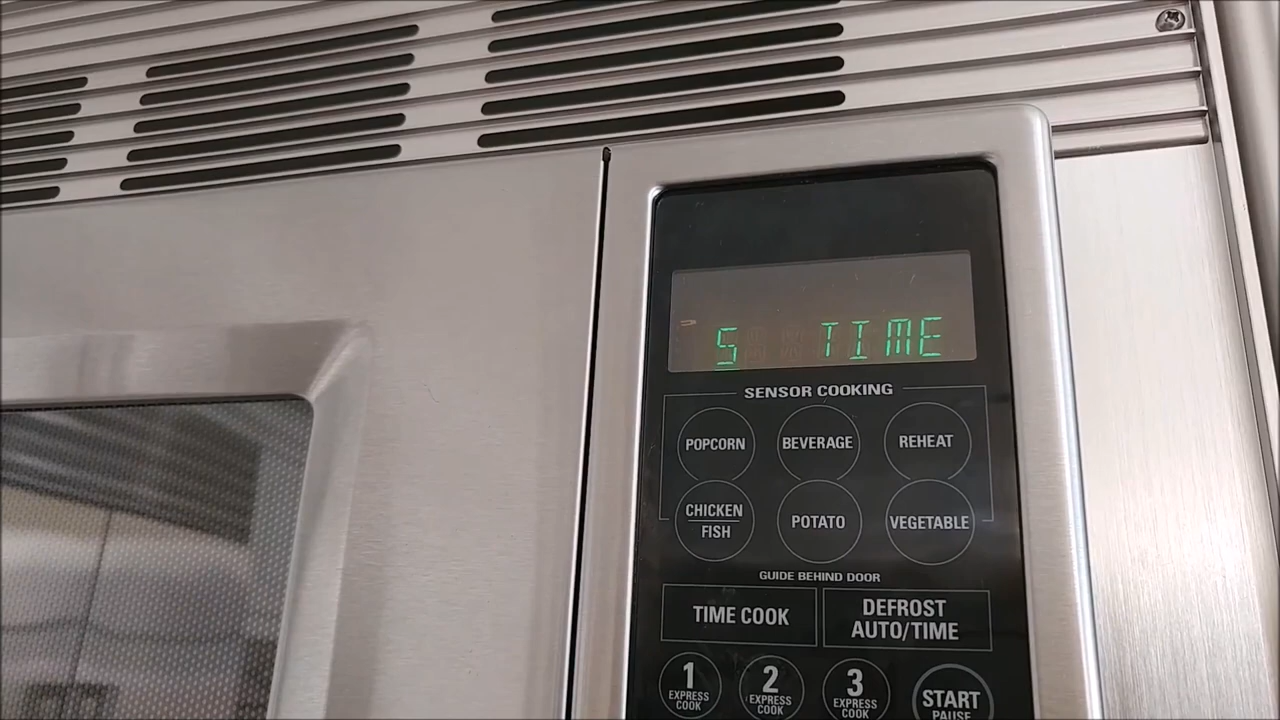 S TIME
SENSOR COOKING
POPCORN BEVERAGE REHEAT
CHICKEN
FISH
POTATO VEGETABLE
GUIDE BEHIND DOOR
TIME COOK
DEFROST
AUTO/TIME
1
EXPRESS
COOK
2
EXPRESS
COOK
3
EXPRESS
COOK
START
PAUSE